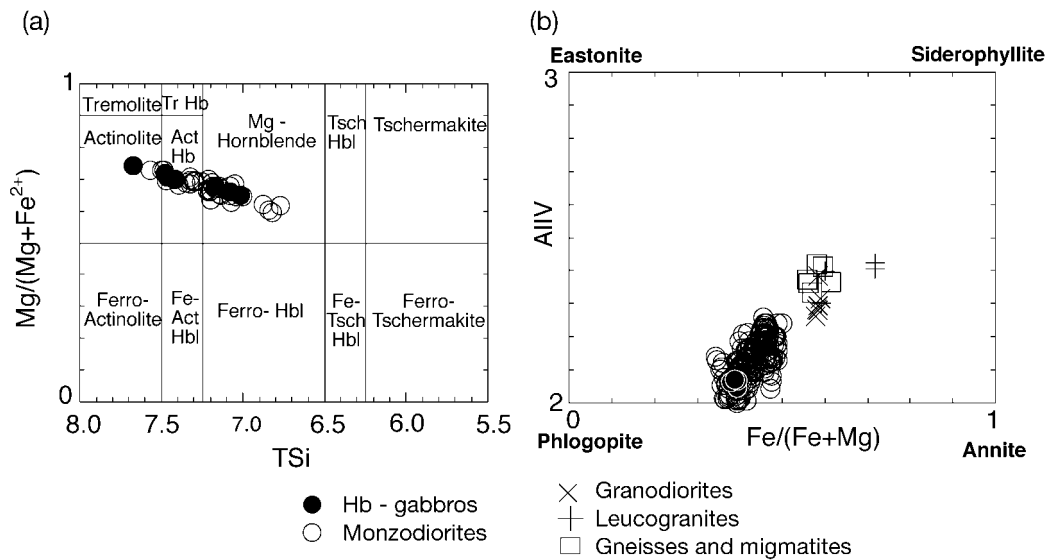 (a)
(b)
Eastonite
Siderophyllite
1
3
Tremolite
Tr Hb
Mg -
Hornblende
Tsch
Hbl
Tschermakite
Actinolite
Act
Hb
Mg/(Mg+Fe2+)
AlIV
Ferro-
Actinolite
Fe-
Act
Hbl
Ferro- Hbl
Fe-
Tsch
Hbl
Ferro-
Tschermakite
0
2
8.0
7.5
7.0
6.5
6.0
5.5
TSi
0
1
Phlogopite
Fe/(Fe+Mg)
Annite
Hb - gabbros
Monzodiorites
Granodiorites
Leucogranites
Gneisses and migmatites